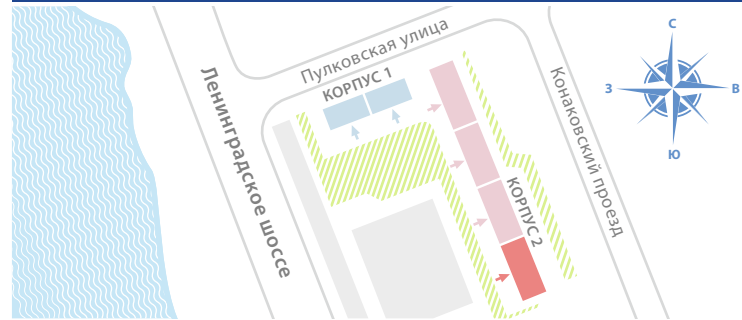 Пулковская улица
КОРПУС 1
Ленинградское шоссе
Конаковский проезд
КОРПУС 2
С
З
В
Ю